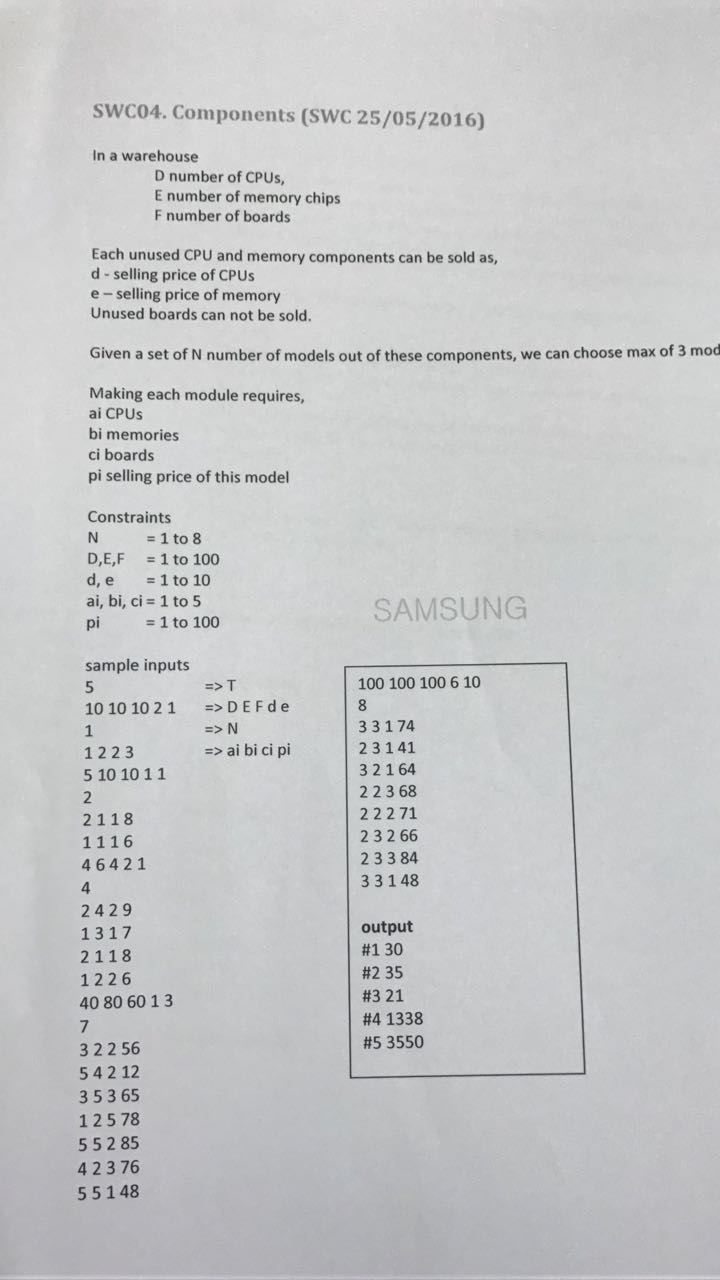 SWC04. Components (SWC 25/05/2016)
In a warehouse
D number of CPUs,
E number of memory chips
F number of boards
Each unused CPU and memory components can be sold as,
d - selling price of CPUs
e – selling price of memory
Unused boards can not be sold.
Given a set of N number of models out of these components, we can choose max of 3 mod
Making each module requires,
ai CPUs
bi memories
ci boards
pi selling price of this model
Constraints
N = 1 to 8
D,E,F = 1 to 100
d, e = 1 to 10
ai, bi, ci = 1 to 5
pi = 1 to 100
SAMSUNG
sample inputs
5 => T
10 10 10 2 1 => D E F d e
1 => N
1 2 2 3 => ai bi ci pi
5 10 10 1 1
2
2 1 1 8
1 1 1 6
4 6 4 2 1
4
2 4 2 9
1 3 1 7
2 1 1 8
1 2 2 6
40 80 60 1 3
7
3 2 2 56
5 4 2 12
3 5 3 65
1 2 5 78
5 5 2 85
4 2 3 76
5 5 1 48
100 100 100 6 10
8
3 3 1 74
2 3 1 41
3 2 1 64
2 2 3 68
2 2 2 71
2 3 2 66
2 3 3 84
3 3 1 48
output
#1 30
#2 35
#3 21
#4 1338
#5 3550